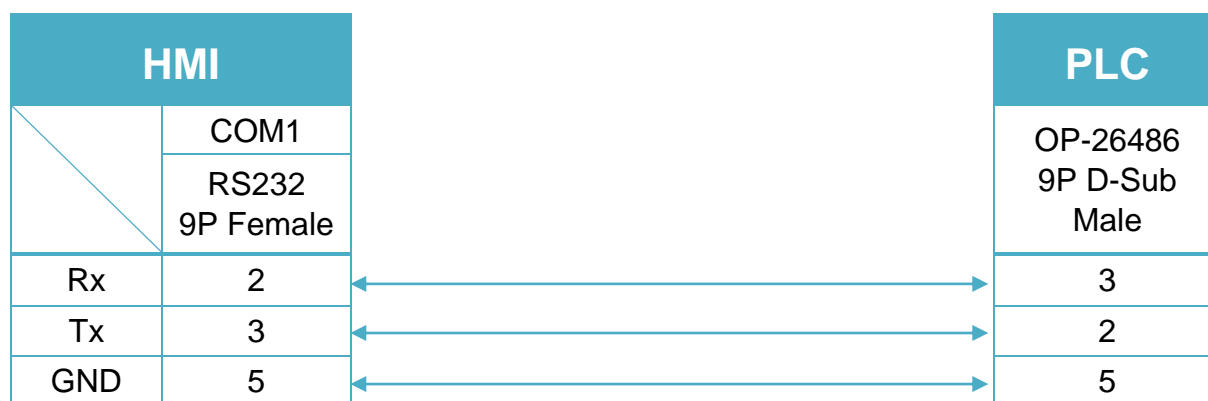 HMI
PLC
COM1
RS232
9P Female
OP-26486
9P D-Sub
Male
Rx 2 3
Tx 3 2
GND 5 5